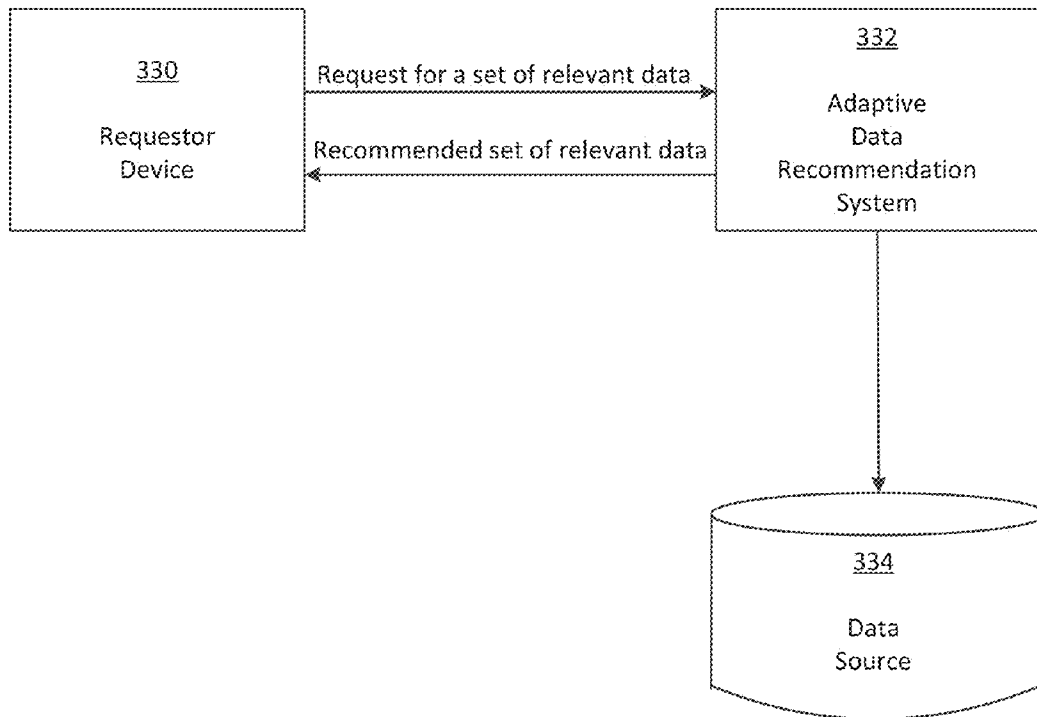 330
Requestor
Device
Request for a set of relevant data
Recommended set of relevant data
332
Adaptive
Data
Recommendation
System
334
Data
Source